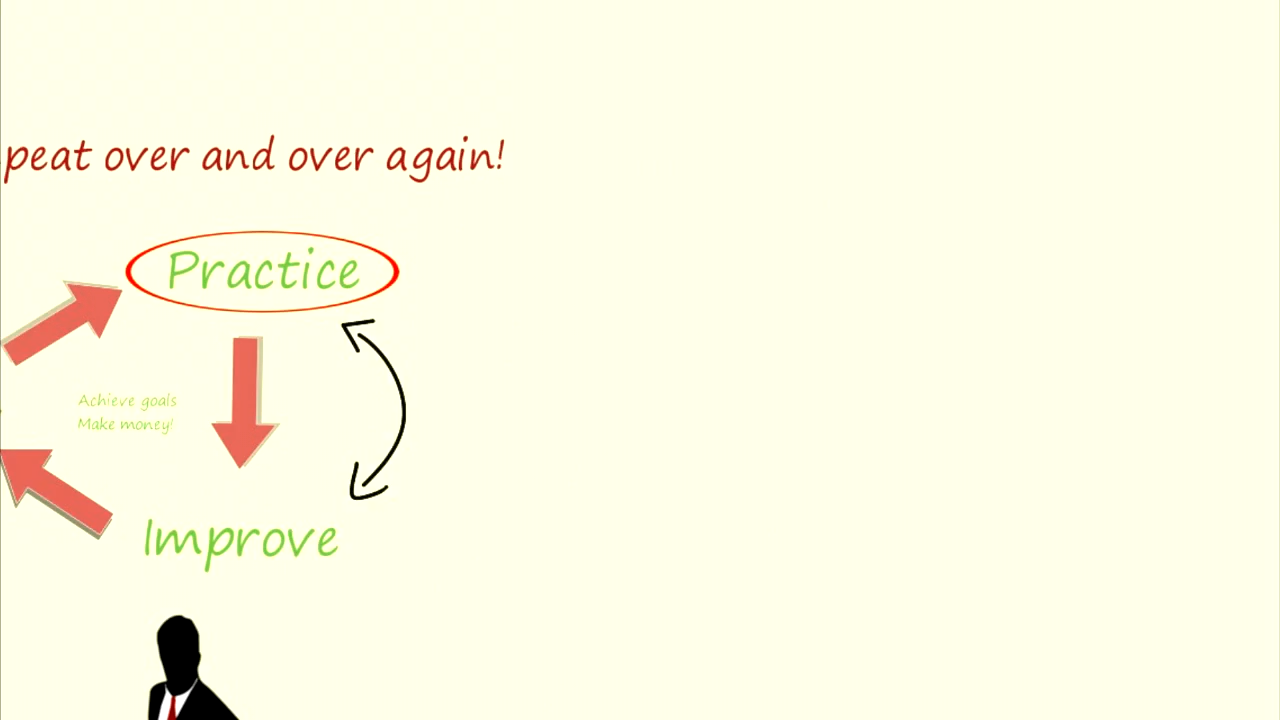 peat over and over again!
Practice
Achieve goals
Make money!
Improve